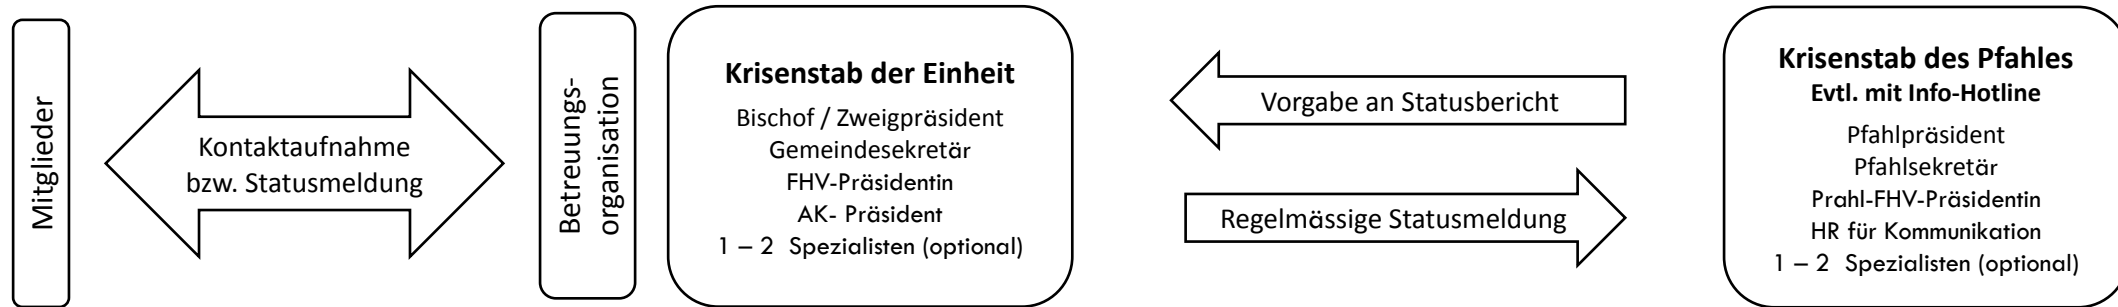 Mitglieder
Kontaktaufnahme
bzw. Statusmeldung
Betreuungs-
organisation
Krisenstab der Einheit
Bischof / Zweigpräsident
Gemeindesekretär
FHV-Präsidentin
AK- Präsident
1 – 2  Spezialisten (optional)
Vorgabe an Statusbericht
Regelmässige Statusmeldung
Krisenstab des Pfahles
Evtl. mit Info-Hotline
Pfahlpräsident
Pfahlsekretär
Prahl-FHV-Präsidentin
HR für Kommunikation
1 – 2  Spezialisten (optional)